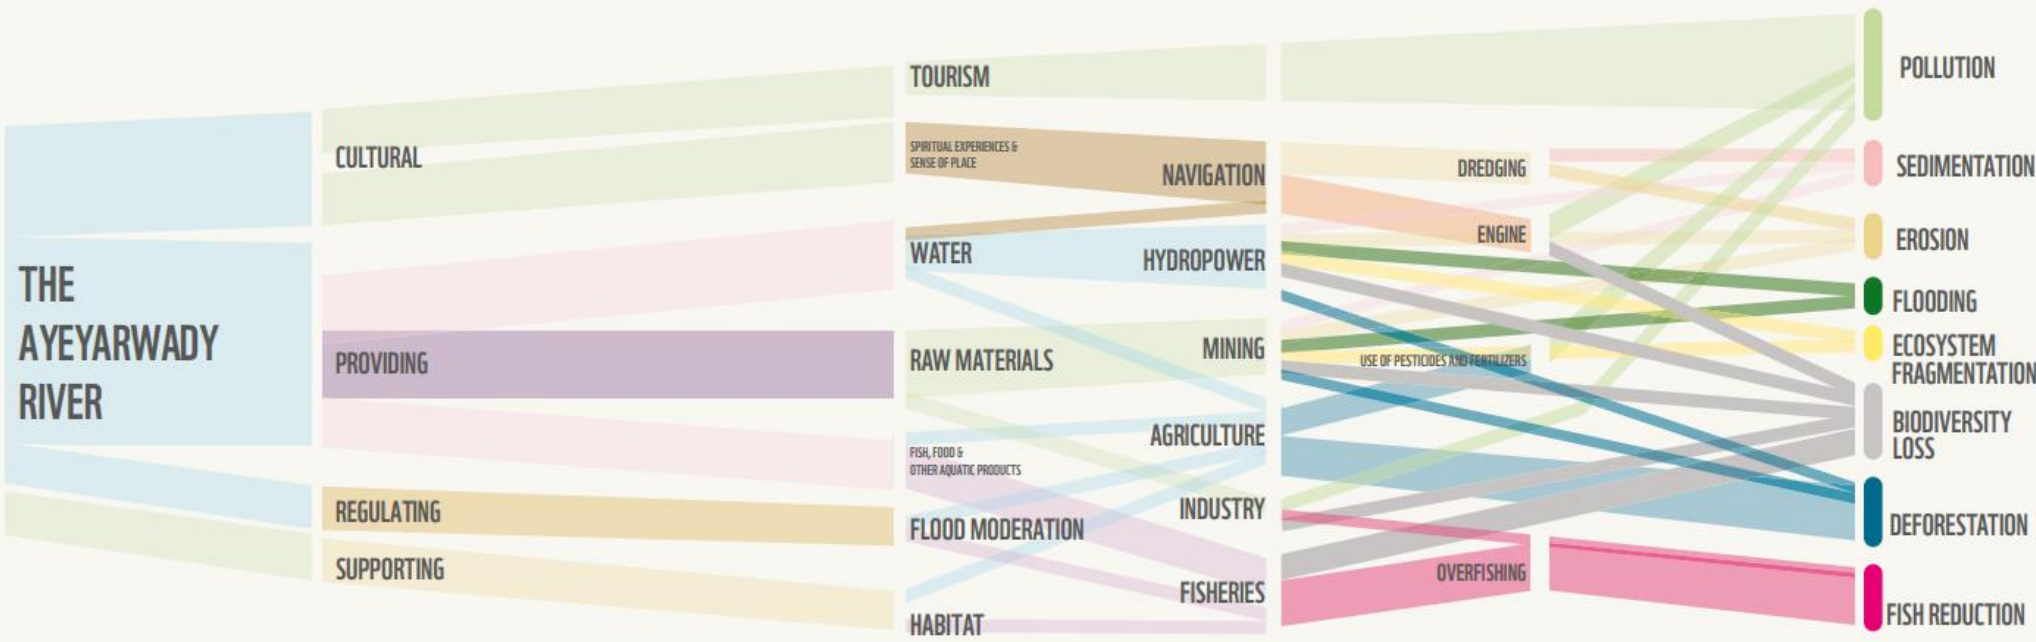 THE
AYEYARWADY
RIVER
CULTURAL
PROVIDING
REGULATING
SUPPORTING
TOURISM
SPIRITUAL EXPERIENCES &
SENSE OF PLACE
WATER
RAW MATERIALS
FISH, FOOD &
OTHER AQUATIC PRODUCTS
FLOOD MODERATION
HABITAT
NAVIGATION
HYDROPOWER
MINING
AGRICULTURE
INDUSTRY
FISHERIES
DREDGING
ENGINE
USE OF PESTICIDES AND FERTILIZERS
OVERFISHING
POLLUTION
SEDIMENTATION
EROSION
FLOODING
ECOSYSTEM
FRAGMENTATION
BIODIVERSITY
LOSS
DEFORESTATION
FISH REDUCTION